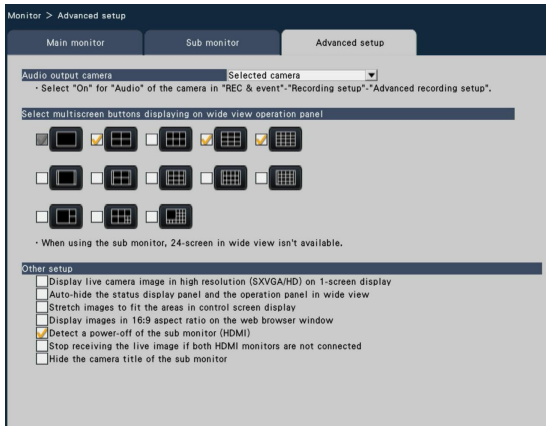 Monitor > Advanced setup
Main monitor Sub monitor Advanced setup
Audio output camera Selected camera
・Select "On" for "Audio" of the camera in "REC & event"-"Recording setup"-"Advanced recording setup".
Select multiscreen buttons displaying on wide view operation panel
・When using the sub monitor, 24-screen in wide view isn't available.
Other setup
Display live camera image in high resolution (SXVGA/HD) on 1-screen display
Auto-hide the status display panel and the operation panel in wide view
Stretch images to fit the areas in control screen display
Display images in 16:9 aspect ratio on the web browser window
Detect a power-off of the sub monitor (HDMI)
Stop receiving the live image if both HDMI monitors are not connected
Hide the camera title of the sub monitor